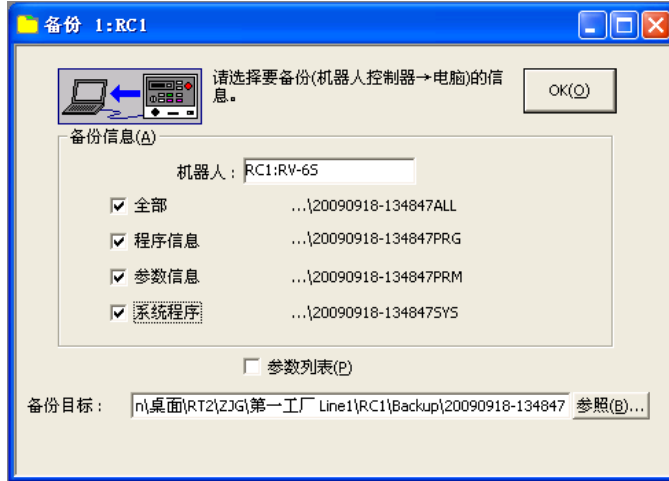 备份 1:RC1
请选择要备份(机器人控制器→电脑)的信
息。
OK(O)
备份信息(A)
机器人: RC1:RV-6S
全部 ...\20090918-134847ALL
程序信息 ...\20090918-134847PRG
参数信息 ...\20090918-134847PRM
系统程序 ...\20090918-134847SYS
参数列表(P)
备份目标: n\桌面\RT2\ZJG\第一工厂 Line1\RC1\Backup\20090918-134847 参照(B)...